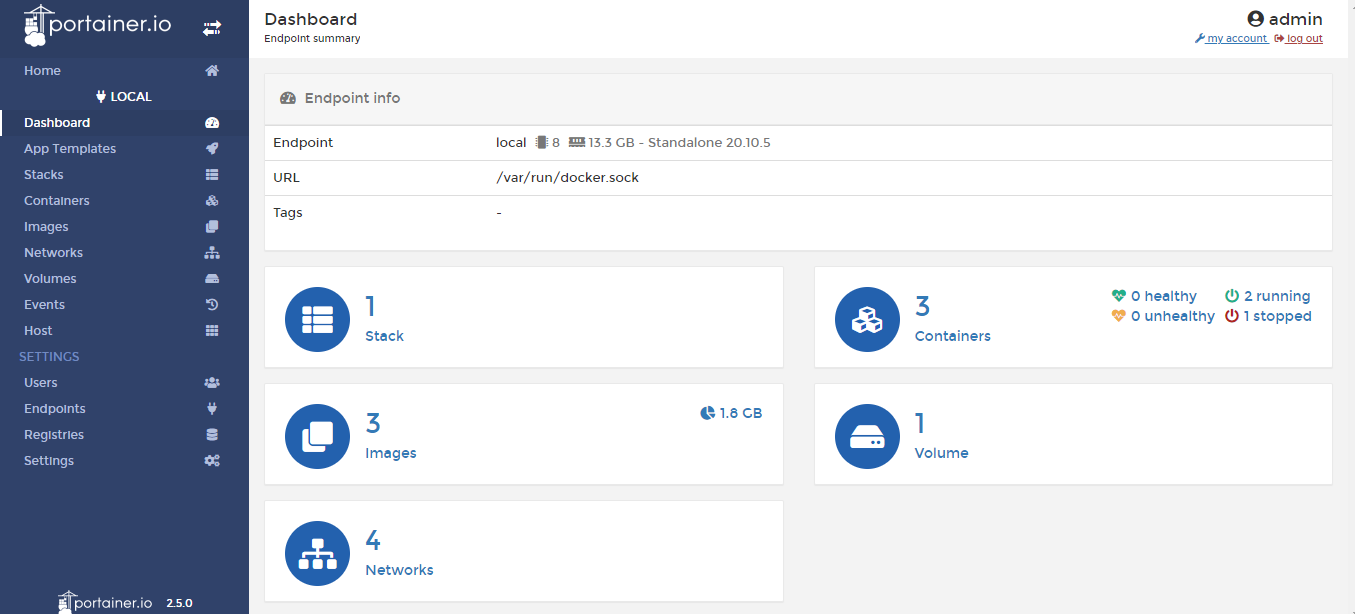 portainer.io
Home
LOCAL
Dashboard
App Templates
Stacks
Containers
Images
Networks
Volumes
Events
Host
SETTINGS
Users
Endpoints
Registries
Settings
portainer.io 2.5.0
Dashboard
Endpoint summary
admin
my account log out
Endpoint info
Endpoint local 8 13.3 GB - Standalone 20.10.5
URL /var/run/docker.sock
Tags -
1
Stack
3
Containers
0 healthy 2 running
0 unhealthy 1 stopped
3
Images
1.8 GB
1
Volume
4
Networks